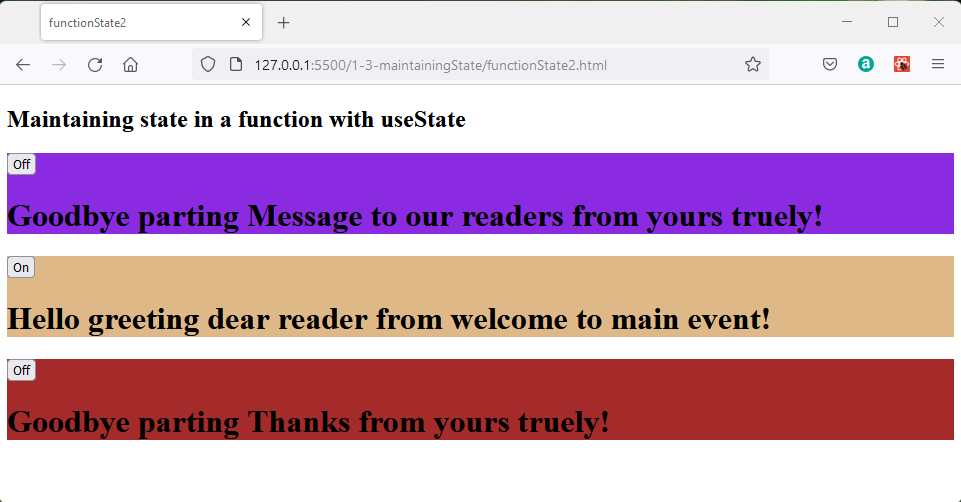 functionState2
127.0.0.1:5500/1-3-maintainingState/functionState2.html
a
Maintaining state in a function with useState
Off
Goodbye parting Message to our readers from yours truely!
On
Hello greeting dear reader from welcome to main event!
Off
Goodbye parting Thanks from yours truely!